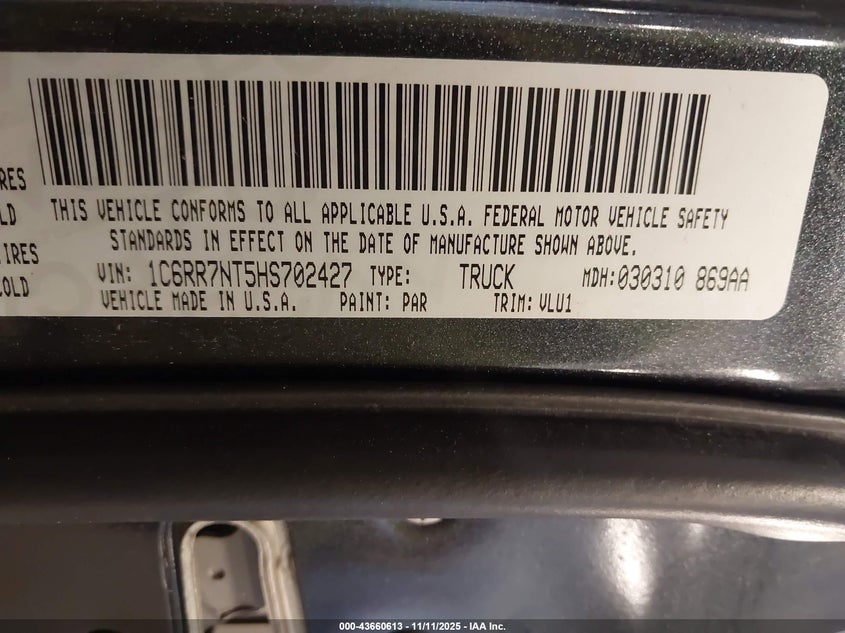 IRES
THIS VEHICLE CONFORMS TO ALL APPLICABLE U.S.A. FEDERAL MOTOR VEHICLE SAFETY
OLD
STANDARDS IN EFFECT ON THE DATE OF MANUFACTURE SHOWN ABOVE.
IRES
VIN: 1C6RR7NT5HS702427 TYPE: TRUCK MDH:030310 869AA
COLD
VEHICLE MADE IN U.S.A. PAINT: PAR TRIM:VLU1
000-43660613 - 11/11/2025 - IAA Inc.